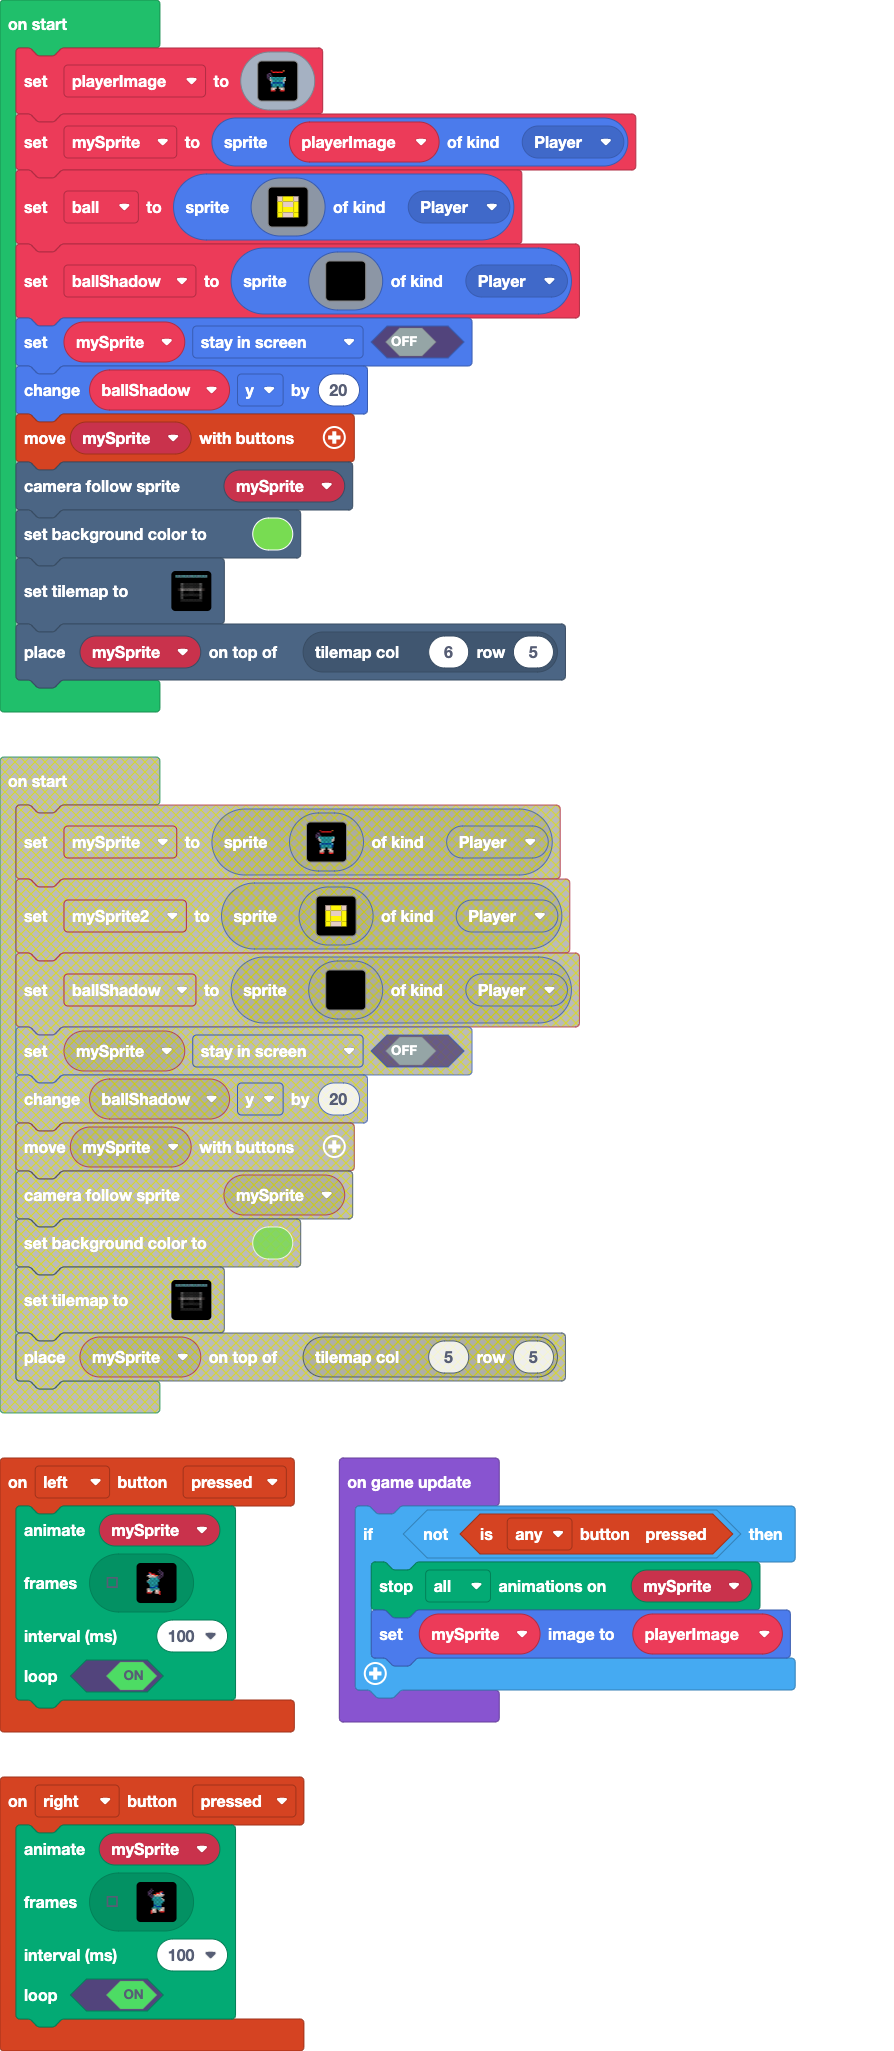 on start
set playerImage to
set mySprite to sprite playerImage of kind Player
set ball to sprite of kind Player
set ballShadow to sprite of kind Player
set mySprite stay in screen OFF
change ballShadow y by 20
move mySprite with buttons
camera follow sprite mySprite
set background color to
set tilemap to
place mySprite on top of tilemap col 6 row 5
on start
set mySprite to sprite of kind Player
set mySprite2 to sprite of kind Player
set ballShadow to sprite of kind Player
set mySprite stay in screen OFF
change ballShadow y by 20
move mySprite with buttons
camera follow sprite mySprite
set background color to
set tilemap to
place mySprite on top of tilemap col 5 row 5
on left button pressed
animate mySprite
frames
interval (ms) 100
loop ON
on game update
if not is any button pressed then
stop all animations on mySprite
set mySprite image to playerImage
on right button pressed
animate mySprite
frames
interval (ms) 100
loop ON